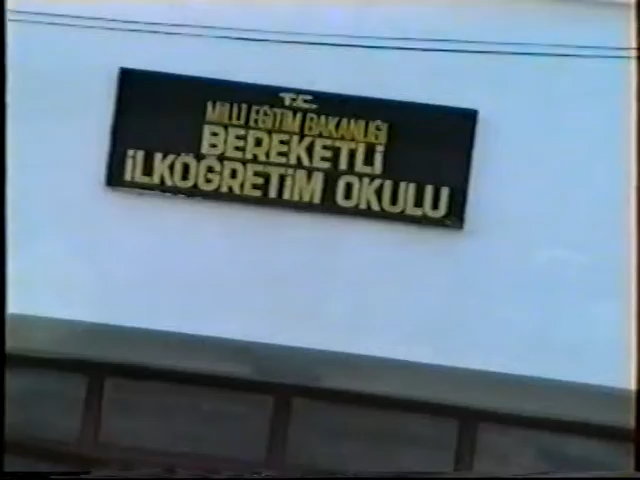 T.C.
MİLLİ EĞİTİM BAKANLIĞI
BEREKETLİ
İLKÖĞRETİM OKULU